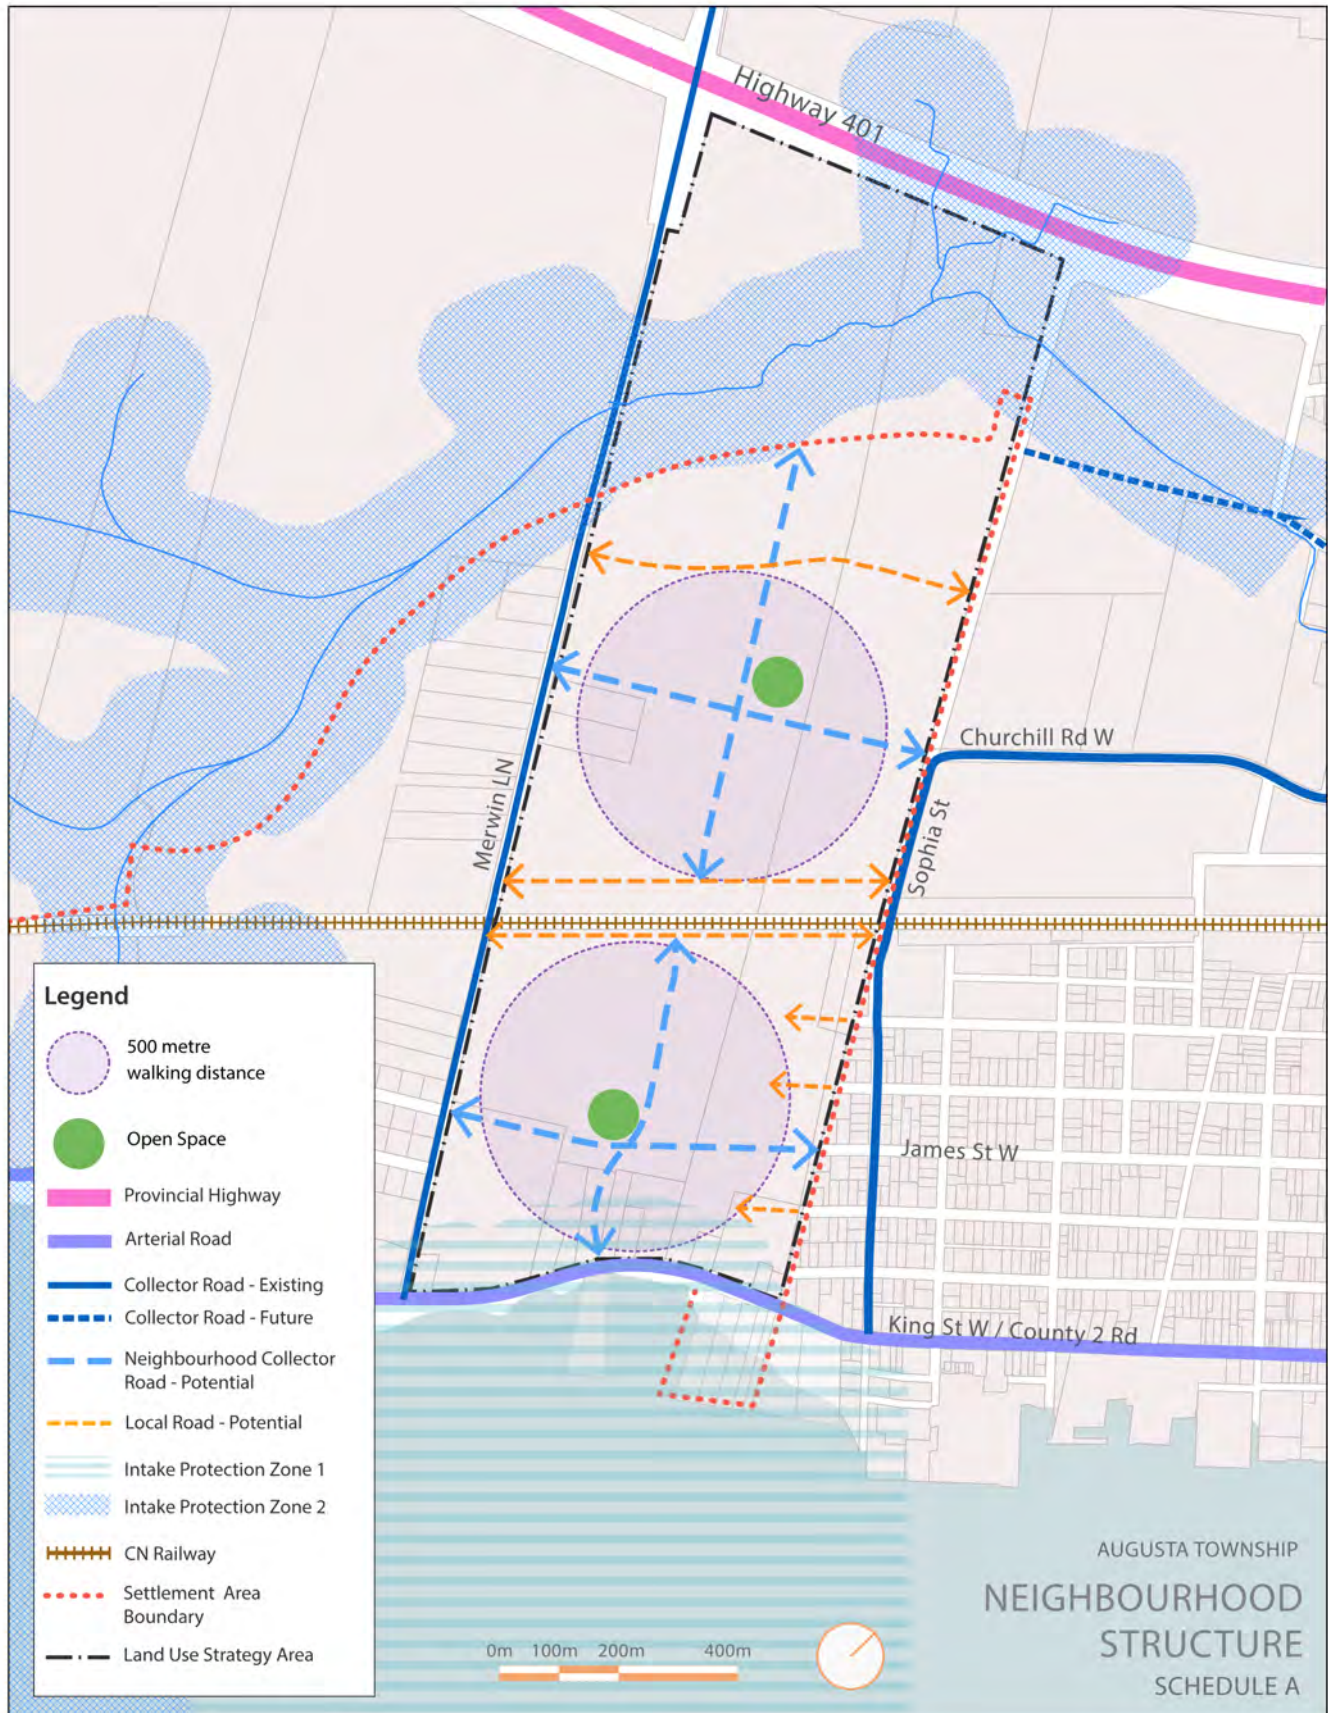 Highway 401
Churchill Rd W
Merwin LN
Sophia St
James St W
King St W / County 2 Rd
Legend
500 metre
walking distance
Open Space
Provincial Highway
Arterial Road
Collector Road - Existing
Collector Road - Future
Neighbourhood Collector
Road - Potential
Local Road - Potential
Intake Protection Zone 1
Intake Protection Zone 2
CN Railway
Settlement Area
Boundary
Land Use Strategy Area
0m 100m 200m 400m
AUGUSTA TOWNSHIP
NEIGHBOURHOOD
STRUCTURE
SCHEDULE A